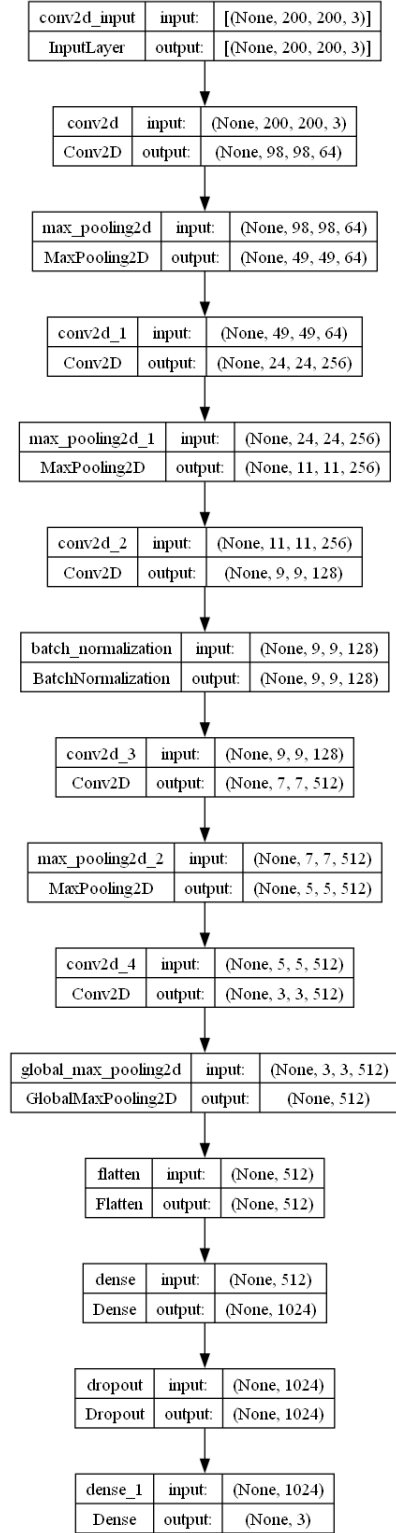 conv2d_input input: [(None, 200, 200, 3)]
InputLayer output: [(None, 200, 200, 3)]
conv2d input: (None, 200, 200, 3)
Conv2D output: (None, 98, 98, 64)
max_pooling2d input: (None, 98, 98, 64)
MaxPooling2D output: (None, 49, 49, 64)
conv2d_1 input: (None, 49, 49, 64)
Conv2D output: (None, 24, 24, 256)
max_pooling2d_1 input: (None, 24, 24, 256)
MaxPooling2D output: (None, 11, 11, 256)
conv2d_2 input: (None, 11, 11, 256)
Conv2D output: (None, 9, 9, 128)
batch_normalization input: (None, 9, 9, 128)
BatchNormalization output: (None, 9, 9, 128)
conv2d_3 input: (None, 9, 9, 128)
Conv2D output: (None, 7, 7, 512)
max_pooling2d_2 input: (None, 7, 7, 512)
MaxPooling2D output: (None, 5, 5, 512)
conv2d_4 input: (None, 5, 5, 512)
Conv2D output: (None, 3, 3, 512)
global_max_pooling2d input: (None, 3, 3, 512)
GlobalMaxPooling2D output: (None, 512)
flatten input: (None, 512)
Flatten output: (None, 512)
dense input: (None, 512)
Dense output: (None, 1024)
dropout input: (None, 1024)
Dropout output: (None, 1024)
dense_1 input: (None, 1024)
Dense output: (None, 3)